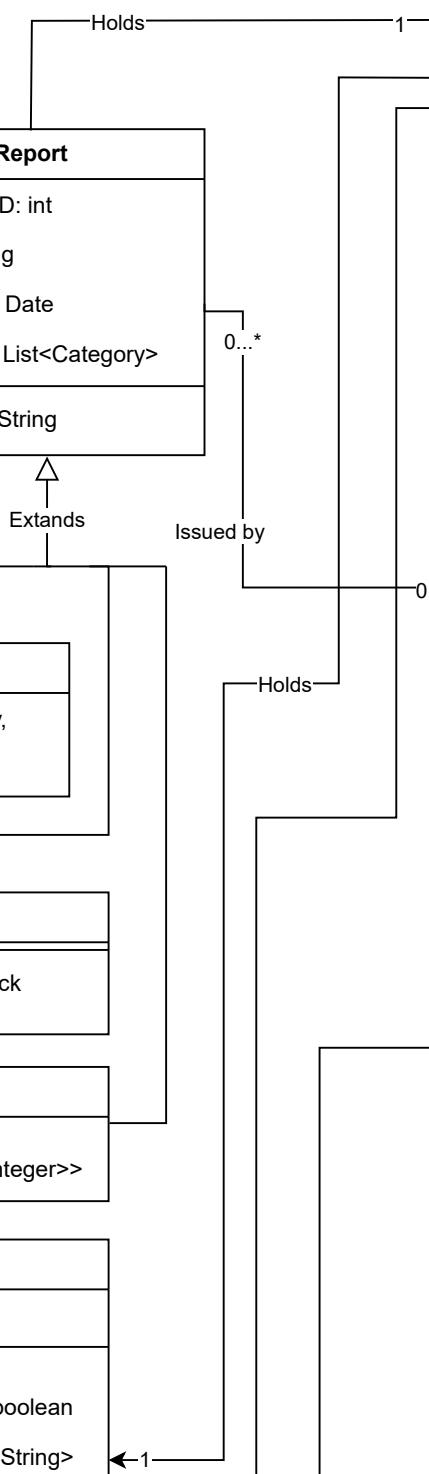 Holds
1
Report
D: int
g
Date
List<Category>
0...*
String
Extands
Issued by
0
Holds
,
ck
nteger>>
boolean
String>
1